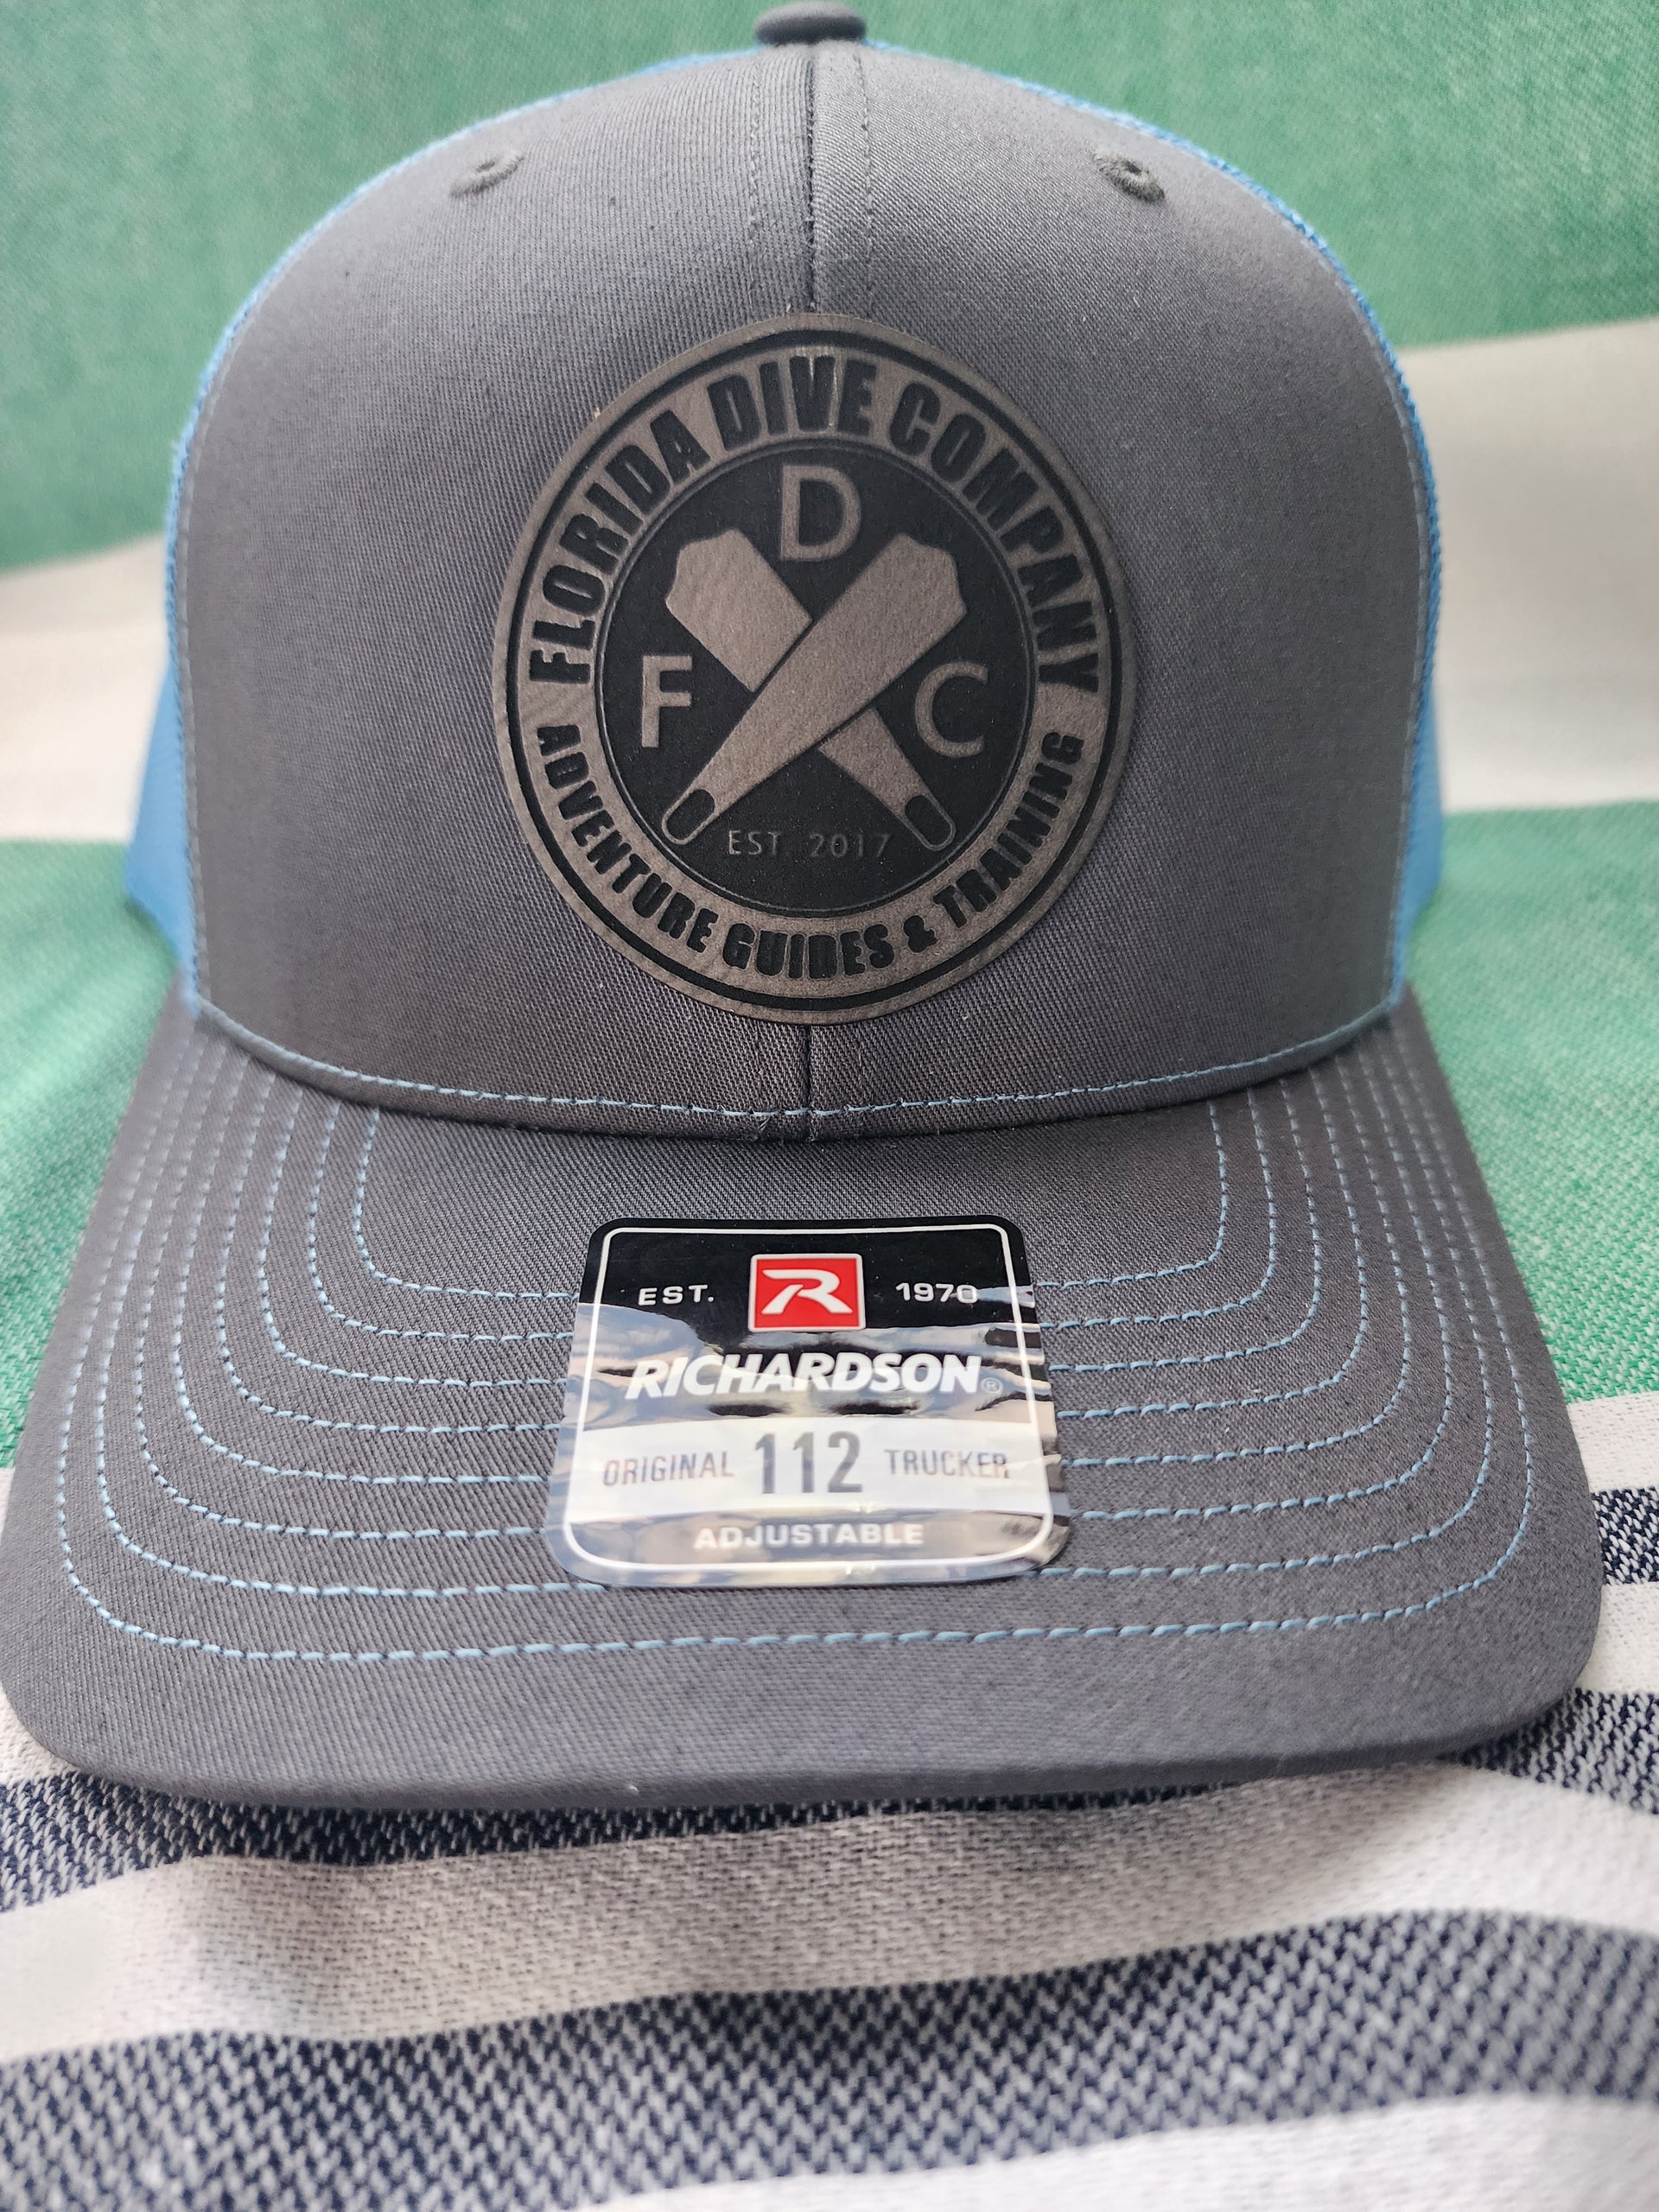 FLORIDA DIVE COMPANY
D
F C
EST. 2017
ADVENTURE GUIDES & TRAINING
EST. R 1970
RICHARDSON®
ORIGINAL 112 TRUCKER
ADJUSTABLE